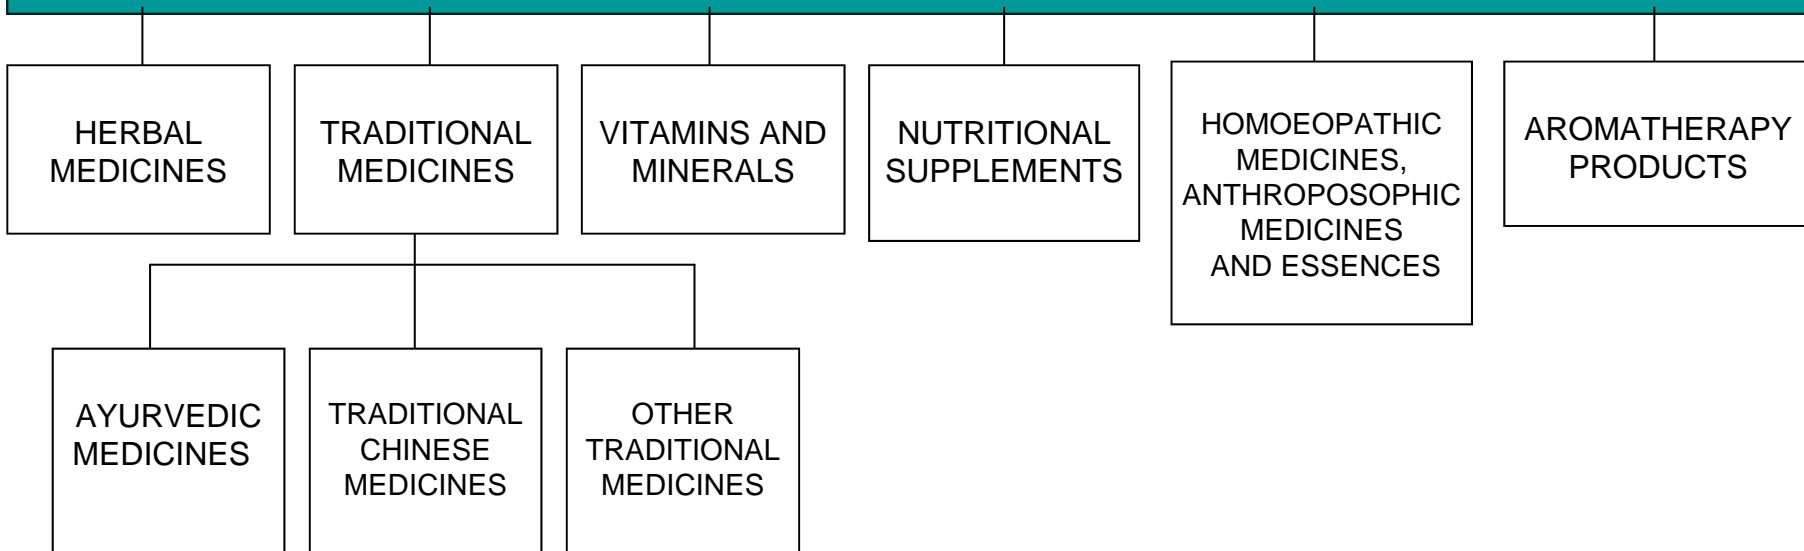 HERBAL
MEDICINES
TRADITIONAL
MEDICINES
VITAMINS AND
MINERALS
NUTRITIONAL
SUPPLEMENTS
HOMOEOPATHIC
MEDICINES,
ANTHROPOSOPHIC
MEDICINES
AND ESSENCES
AROMATHERAPY
PRODUCTS
AYURVEDIC
MEDICINES
TRADITIONAL
CHINESE
MEDICINES
OTHER
TRADITIONAL
MEDICINES